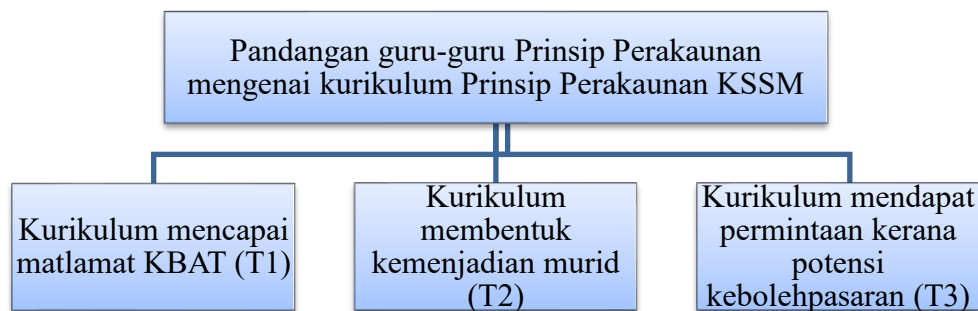 Pandangan guru-guru Prinsip Perakaunan
mengenai kurikulum Prinsip Perakaunan KSSM
Kurikulum mencapai
matlamat KBAT (T1)
Kurikulum
membentuk
kemenjadian murid
(T2)
Kurikulum mendapat
permintaan kerana
potensi
kebolehpasaran (T3)